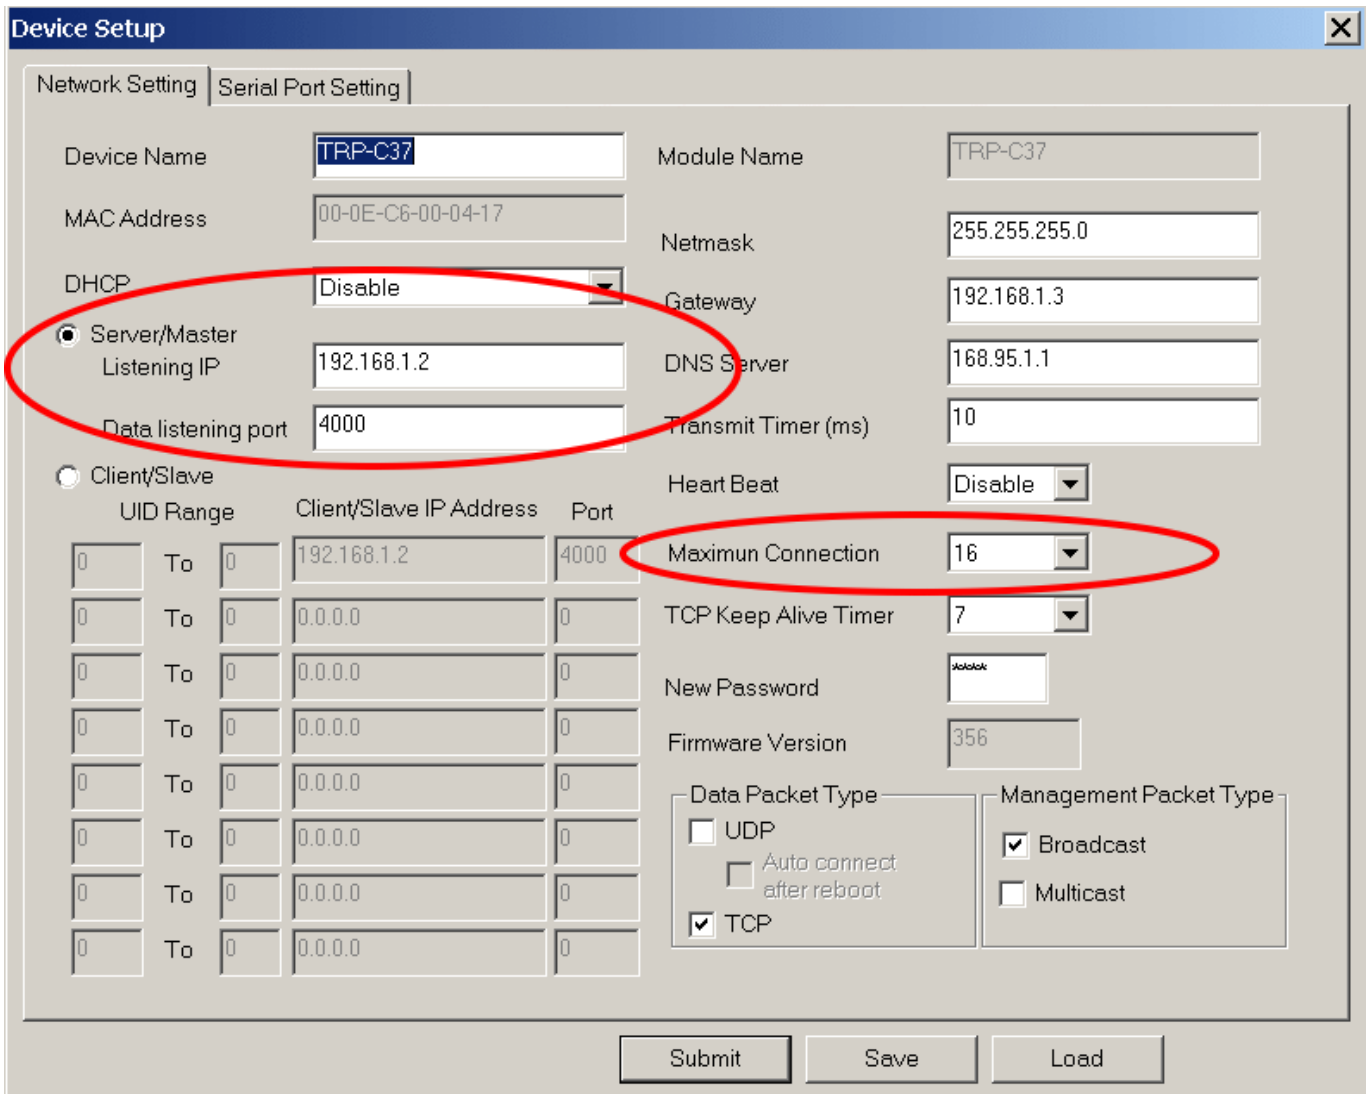 Device Setup
Network Setting
Serial Port Setting
Device Name
TRP-C37
Module Name
TRP-C37
MAC Address
00-0E-C6-00-04-17
Netmask
255.255.255.0
DHCP
Disable
Gateway
192.168.1.3
Server/Master
Listening IP
192.168.1.2
DNS Server
168.95.1.1
Data listening port
4000
Transmit Timer (ms)
10
Client/Slave
Heart Beat
Disable
UID Range
Client/Slave IP Address
Port
0 To 0 192.168.1.2 4000
Maximun Connection
16
0 To 0 0.0.0.0 0
TCP Keep Alive Timer
7
0 To 0 0.0.0.0 0
New Password
****
0 To 0 0.0.0.0 0
Firmware Version
356
0 To 0 0.0.0.0 0
0 To 0 0.0.0.0 0
0 To 0 0.0.0.0 0
0 To 0 0.0.0.0 0
Data Packet Type
UDP
Auto connect
after reboot
TCP
Management Packet Type
Broadcast
Multicast
Submit
Save
Load